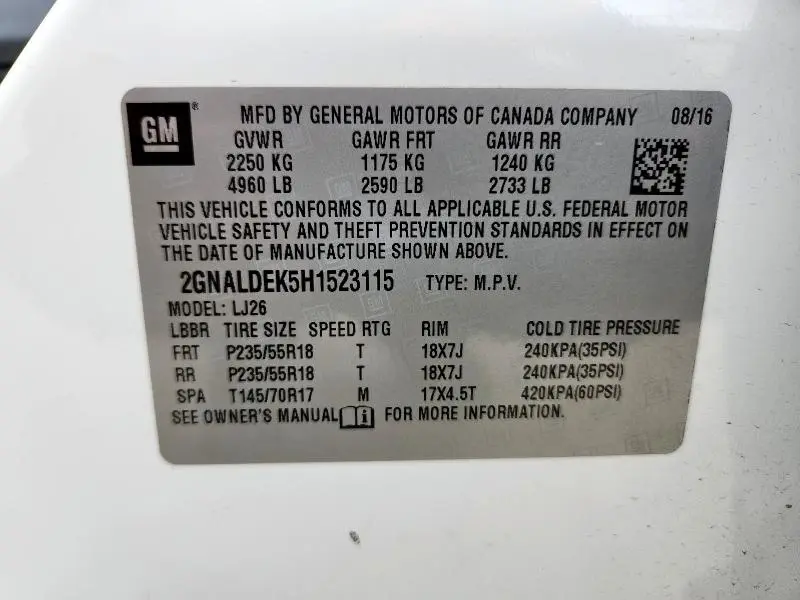 GM ® MFD BY GENERAL MOTORS OF CANADA COMPANY 08/16
GVWR GAWR FRT GAWR RR
2250 KG 1175 KG 1240 KG
4960 LB 2590 LB 2733 LB
THIS VEHICLE CONFORMS TO ALL APPLICABLE U.S. FEDERAL MOTOR
VEHICLE SAFETY AND THEFT PREVENTION STANDARDS IN EFFECT ON
THE DATE OF MANUFACTURE SHOWN ABOVE.
2GNALDEK5H1523115 TYPE: M.P.V.
MODEL: LJ26
LBBR TIRE SIZE SPEED RTG RIM COLD TIRE PRESSURE
FRT P235/55R18 T 18X7J 240KPA(35PSI)
RR P235/55R18 T 18X7J 240KPA(35PSI)
SPA T145/70R17 M 17X4.5T 420KPA(60PSI)
SEE OWNER'S MANUAL i FOR MORE INFORMATION.